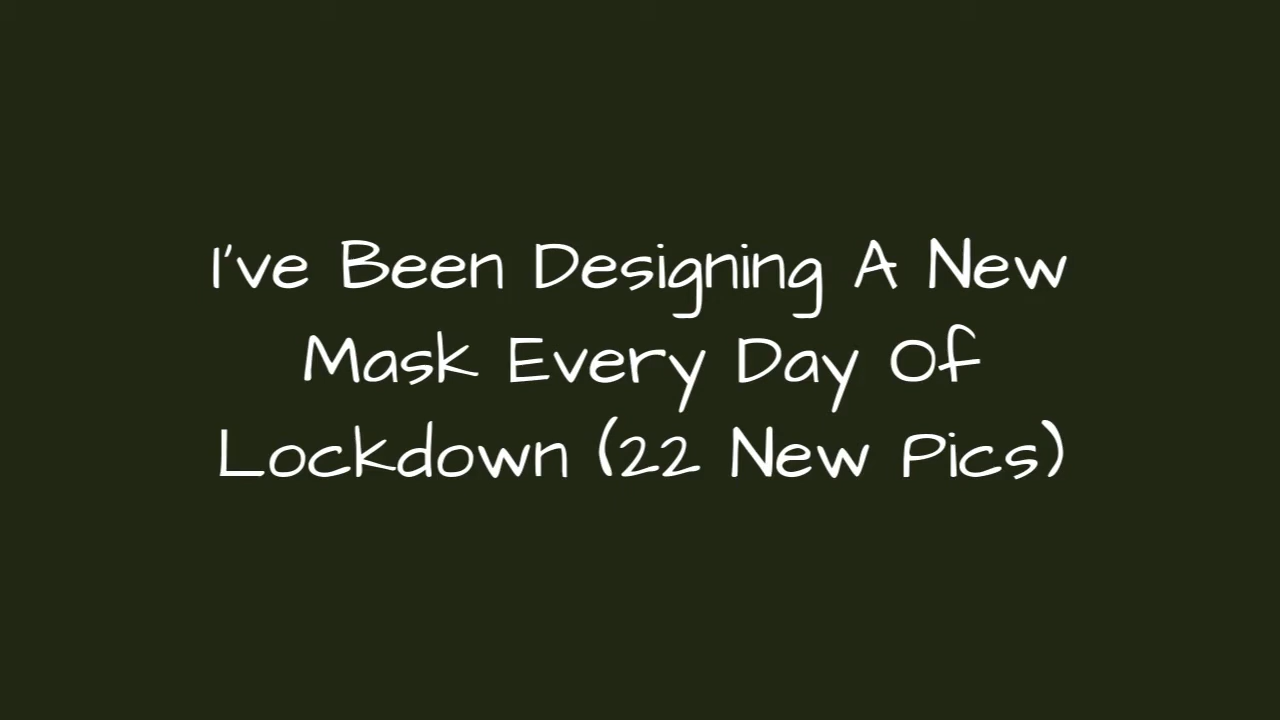 I've Been Designing A New
Mask Every Day Of
Lockdown (22 New Pics)